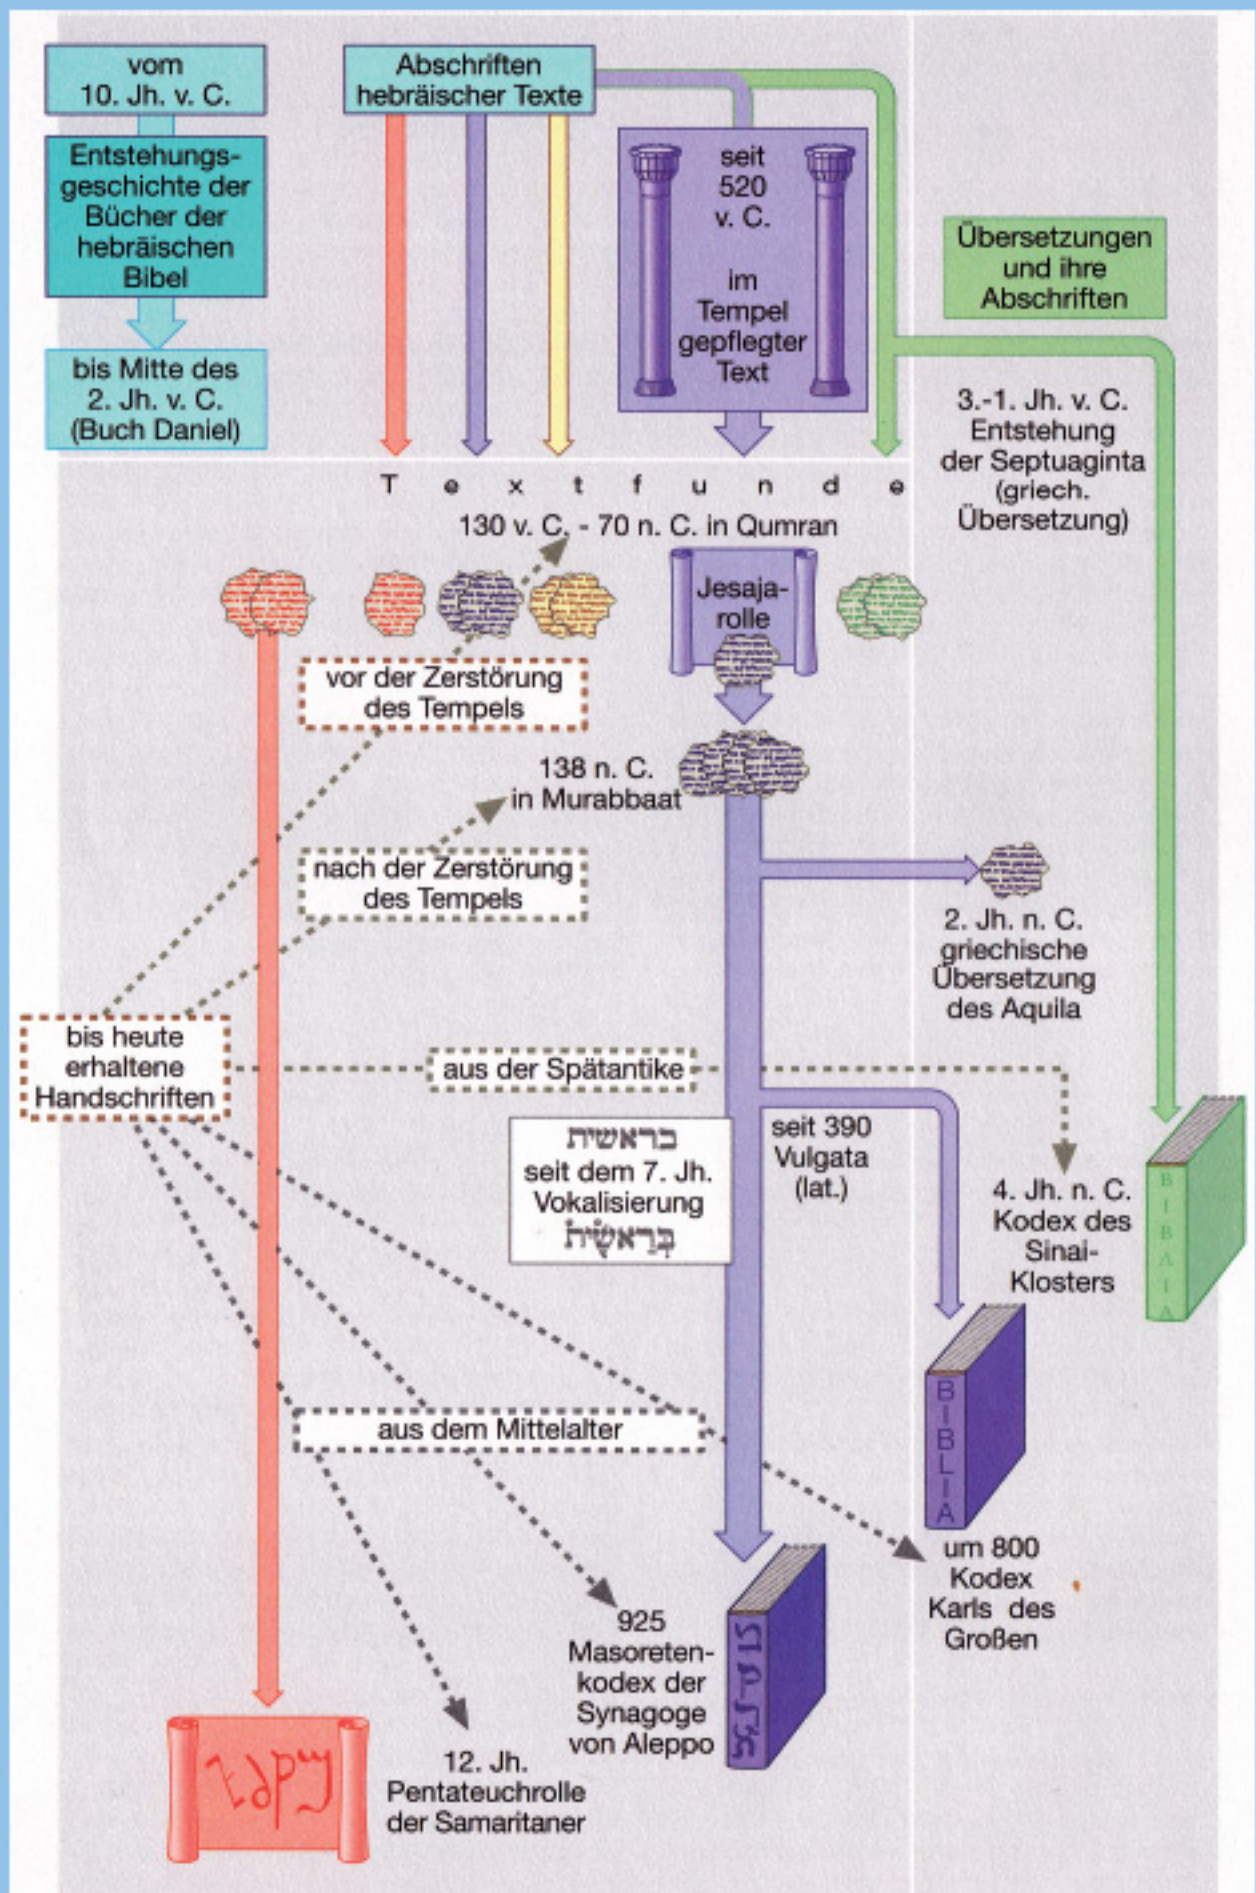 vom
10. Jh. v. C.
Entstehungs-
geschichte der
Bücher der
hebräischen
Bibel
bis Mitte des
2. Jh. v. C.
(Buch Daniel)
Abschriften
hebräischer Texte
seit
520
v. C.
im
Tempel
gepflegter
Text
Übersetzungen
und ihre
Abschriften
3.-1. Jh. v. C.
Entstehung
der Septuaginta
(griech.
Übersetzung)
Textfunde
130 v. C. - 70 n. C. in Qumran
Jesaja-
rolle
vor der Zerstörung
des Tempels
138 n. C.
in Murabbaat
nach der Zerstörung
des Tempels
2. Jh. n. C.
griechische
Übersetzung
des Aquila
bis heute
erhaltene
Handschriften
aus der Spätantike
בראשית
seit dem 7. Jh.
Vokalisierung
seit 390
Vulgata
(lat.)
4. Jh. n. C.
Kodex des
Sinai-
Klosters
ΒΙΒΛΙΑ
BIBLIA
aus dem Mittelalter
um 800
Kodex
Karls des
Großen
925
Masoreten-
kodex der
Synagoge
von Aleppo
12. Jh.
Pentateuchrolle
der Samaritaner